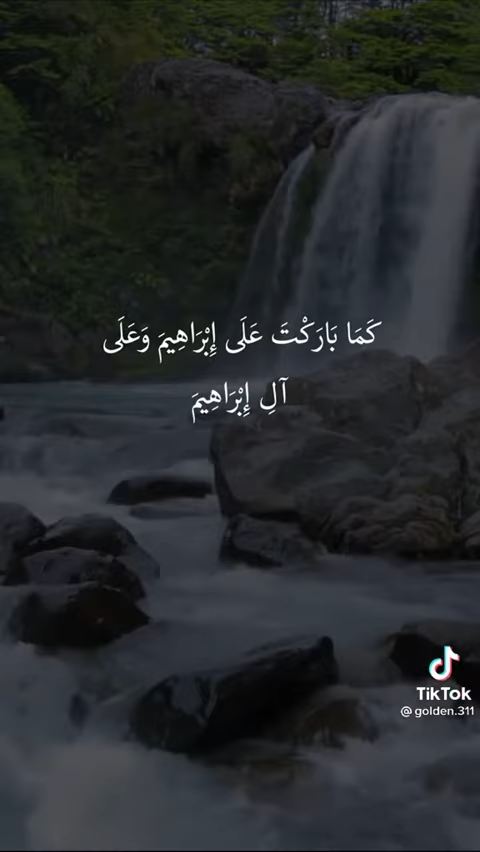 كَمَا بَارَكْتَ عَلَى إِبْرَاهِيمَ وَعَلَى
آلِ إِبْرَاهِيمَ
TikTok
@golden.311